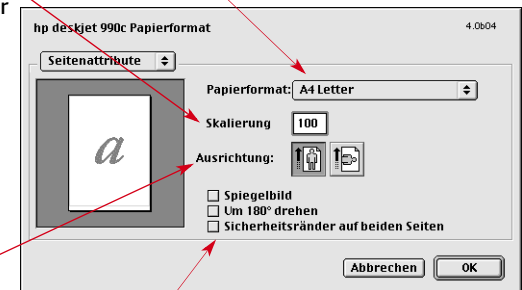 r
hp deskjet 990c Papierformat
4.0b04
Seitenattribute
Papierformat: A4 Letter
Skalierung 100
a
Ausrichtung:
Spiegelbild
Um 180° drehen
Sicherheitsränder auf beiden Seiten
Abbrechen OK